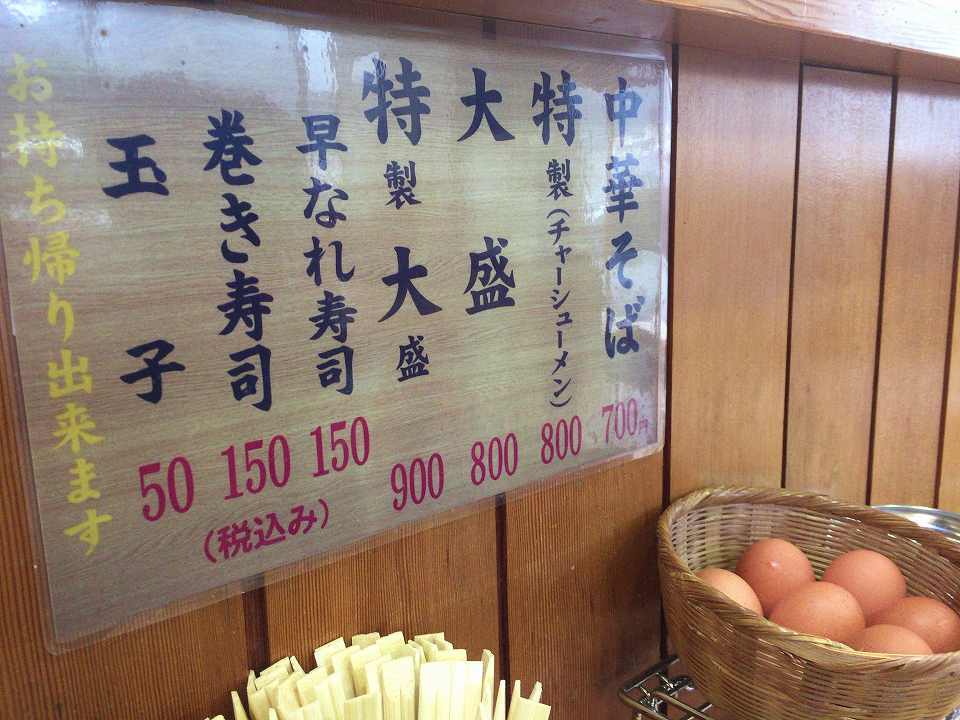 中華そば 700円
特製(チャーシューメン) 800
大盛 800
特製大盛 900
早なれ寿司 150
巻き寿司 150
玉子 50
(税込み)
お持ち帰り出来ます